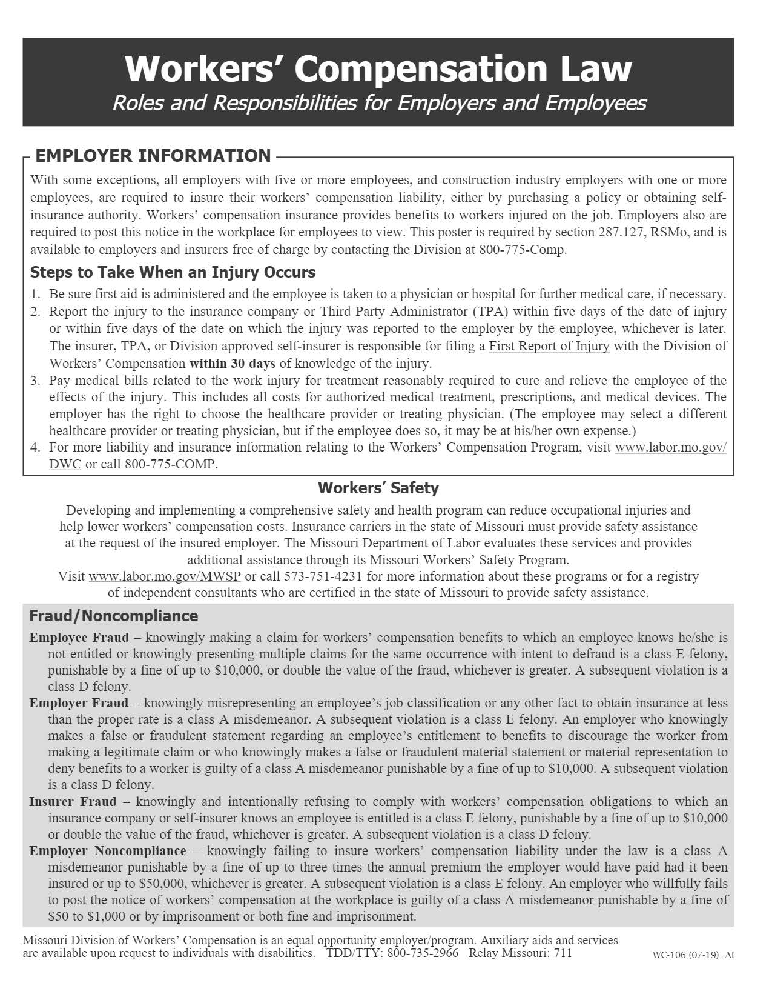 Workers' Compensation Law
Roles and Responsibilities for Employers and Employees
EMPLOYER INFORMATION
With some exceptions, all employers with five or more employees, and construction industry employers with one or more
employees, are required to insure their workers' compensation liability, either by purchasing a policy or obtaining self-
insurance authority. Workers' compensation insurance provides benefits to workers injured on the job. Employers also are
required to post this notice in the workplace for employees to view. This poster is required by section 287.127, RSMo, and is
available to employers and insurers free of charge by contacting the Division at 800-775-Comp.
Steps to Take When an Injury Occurs
1. Be sure first aid is administered and the employee is taken to a physician or hospital for further medical care, if necessary.
2. Report the injury to the insurance company or Third Party Administrator (TPA) within five days of the date of injury
or within five days of the date on which the injury was reported to the employer by the employee, whichever is later.
The insurer, TPA, or Division approved self-insurer is responsible for filing a First Report of Injury with the Division of
Workers' Compensation within 30 days of knowledge of the injury.
3. Pay medical bills related to the work injury for treatment reasonably required to cure and relieve the employee of the
effects of the injury. This includes all costs for authorized medical treatment, prescriptions, and medical devices. The
employer has the right to choose the healthcare provider or treating physician. (The employee may select a different
healthcare provider or treating physician, but if the employee does so, it may be at his/her own expense.)
4. For more liability and insurance information relating to the Workers' Compensation Program, visit www.labor.mo.gov/
DWC or call 800-775-COMP.
Workers' Safety
Developing and implementing a comprehensive safety and health program can reduce occupational injuries and
help lower workers' compensation costs. Insurance carriers in the state of Missouri must provide safety assistance
at the request of the insured employer. The Missouri Department of Labor evaluates these services and provides
additional assistance through its Missouri Workers' Safety Program.
Visit www.labor.mo.gov/MWSP or call 573-751-4231 for more information about these programs or for a registry
of independent consultants who are certified in the state of Missouri to provide safety assistance.
Fraud/Noncompliance
Employee Fraud – knowingly making a claim for workers' compensation benefits to which an employee knows he/she is
not entitled or knowingly presenting multiple claims for the same occurrence with intent to defraud is a class E felony,
punishable by a fine of up to $10,000, or double the value of the fraud, whichever is greater. A subsequent violation is a
class D felony.
Employer Fraud – knowingly misrepresenting an employee's job classification or any other fact to obtain insurance at less
than the proper rate is a class A misdemeanor. A subsequent violation is a class E felony. An employer who knowingly
makes a false or fraudulent statement regarding an employee's entitlement to benefits to discourage the worker from
making a legitimate claim or who knowingly makes a false or fraudulent material statement or material representation to
deny benefits to a worker is guilty of a class A misdemeanor punishable by a fine of up to $10,000. A subsequent violation
is a class D felony.
Insurer Fraud – knowingly and intentionally refusing to comply with workers' compensation obligations to which an
insurance company or self-insurer knows an employee is entitled is a class E felony, punishable by a fine of up to $10,000
or double the value of the fraud, whichever is greater. A subsequent violation is a class D felony.
Employer Noncompliance – knowingly failing to insure workers' compensation liability under the law is a class A
misdemeanor punishable by a fine of up to three times the annual premium the employer would have paid had it been
insured or up to $50,000, whichever is greater. A subsequent violation is a class E felony. An employer who willfully fails
to post the notice of workers' compensation at the workplace is guilty of a class A misdemeanor punishable by a fine of
$50 to $1,000 or by imprisonment or both fine and imprisonment.
Missouri Division of Workers' Compensation is an equal opportunity employer/program. Auxiliary aids and services
are available upon request to individuals with disabilities. TDD/TTY: 800-735-2966 Relay Missouri: 711
WC-106 (07-19) AI